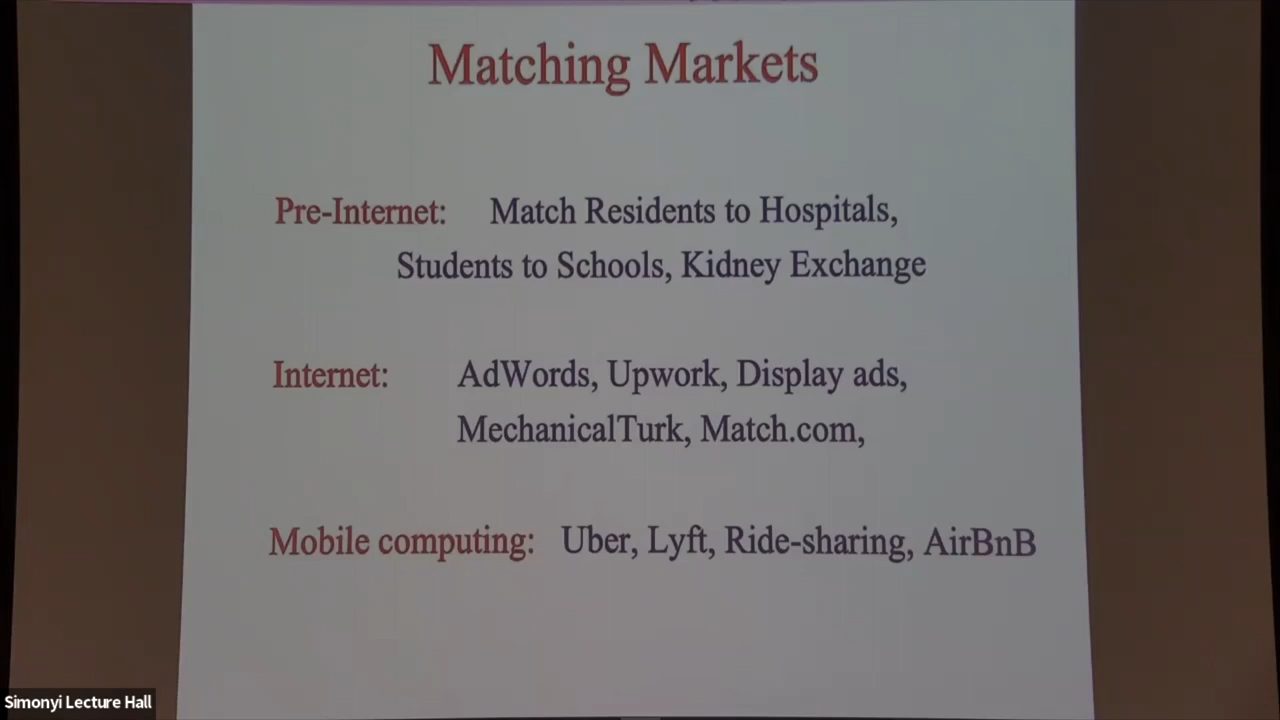 Matching Markets
Pre-Internet: Match Residents to Hospitals,
Students to Schools, Kidney Exchange
Internet: AdWords, Upwork, Display ads,
MechanicalTurk, Match.com,
Mobile computing: Uber, Lyft, Ride-sharing, AirBnB
Simonyi Lecture Hall